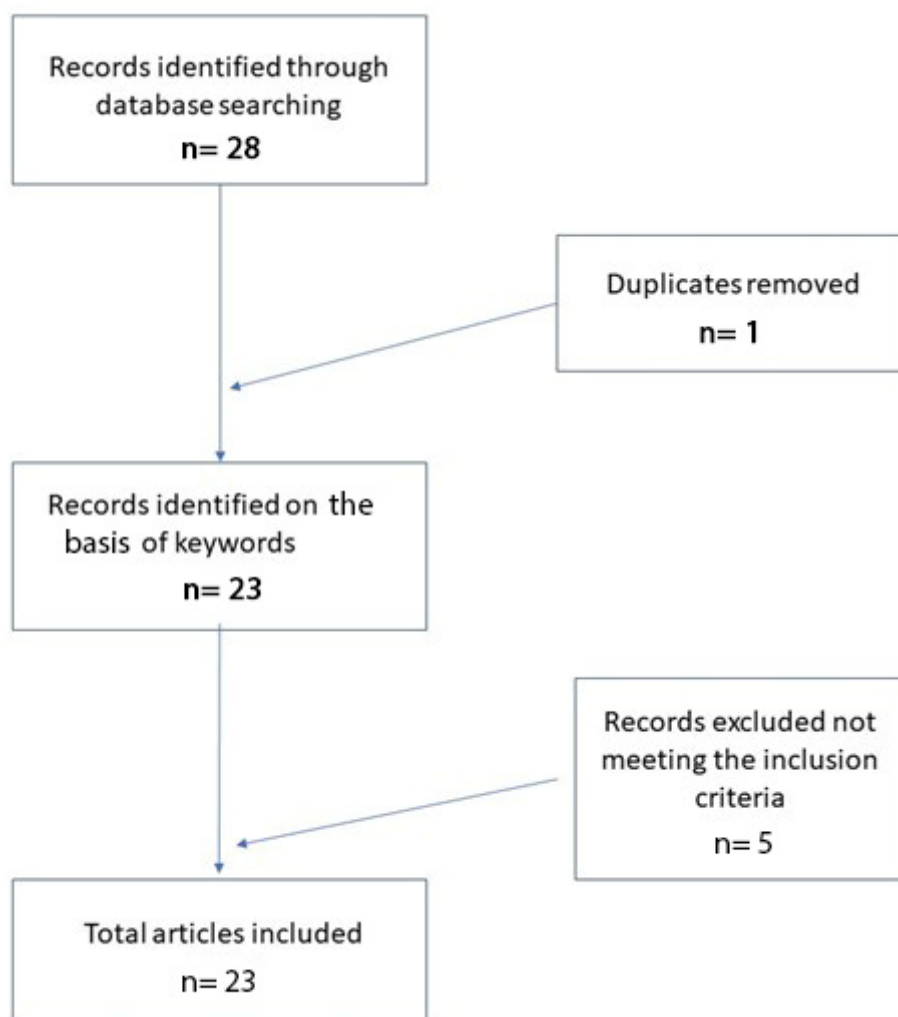 Records identified through
database searching
n= 28
Duplicates removed
n= 1
Records identified on the
basis of keywords
n= 23
Records excluded not
meeting the inclusion
criteria
n= 5
Total articles included
n= 23